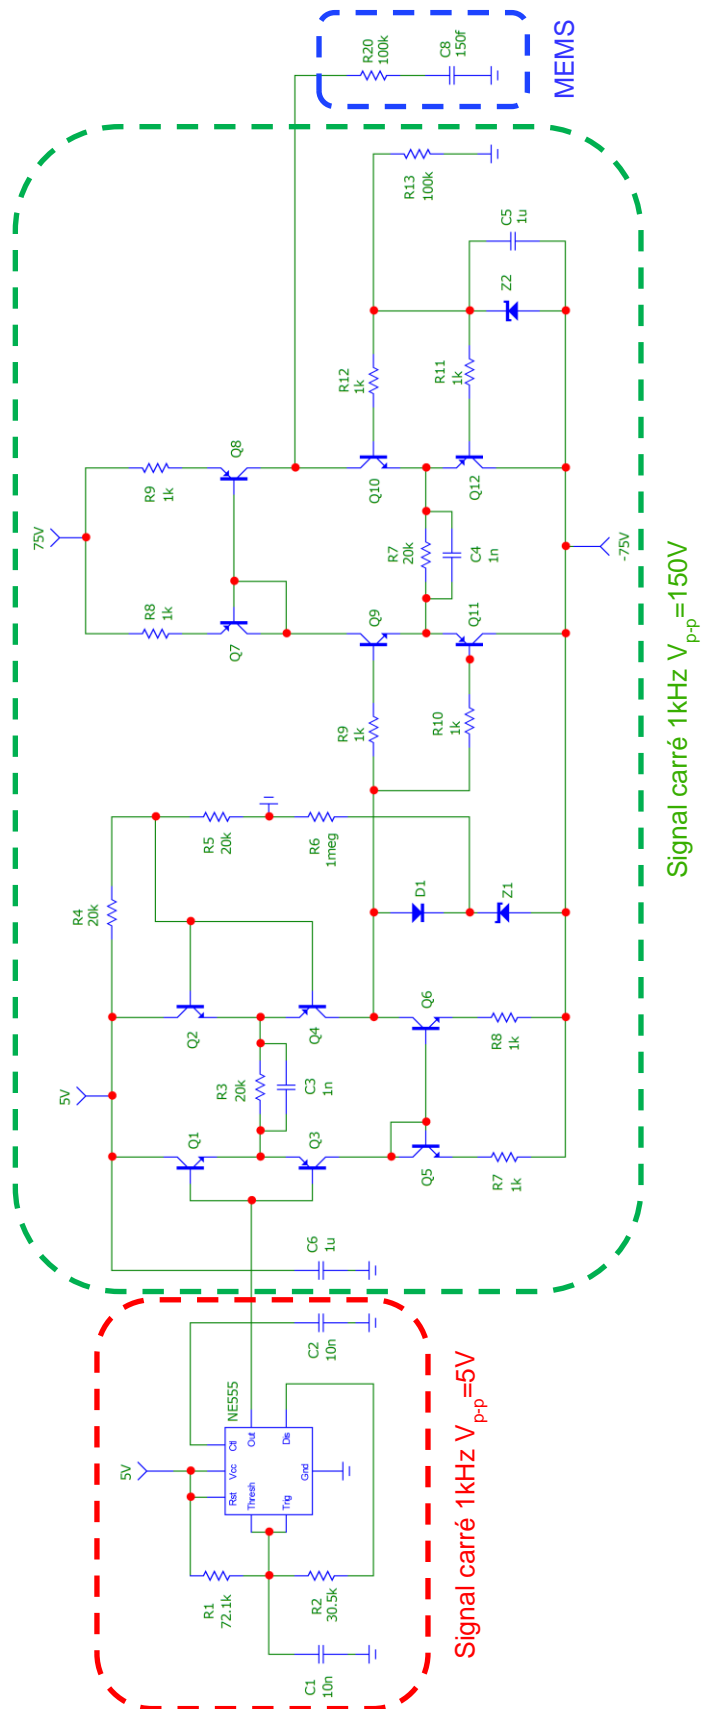 R20
100k
C8
150f
MEMS
R13
100k
C5
1u
Z2
R12
1k
R11
1k
75V
R9
1k
Q8
Q10
Q12
R8
1k
Q7
R7
20k
C4
1n
Q9
Q11
-75V
R9
1k
R10
1k
R4
20k
R5
20k
R6
1meg
D1
Z1
Q2
Q4
Q6
R8
1k
5V
R3
20k
C3
1n
Q1
Q3
Q5
R7
1k
C6
1u
Signal carré 1kHz Vp-p=150V
C2
10n
NE555
5V
Ctl
Vcc
Rst
Out
Dis
Gnd
Thresh
Trig
R1
72.1k
R2
30.5k
C1
10n
Signal carré 1kHz Vp-p=5V